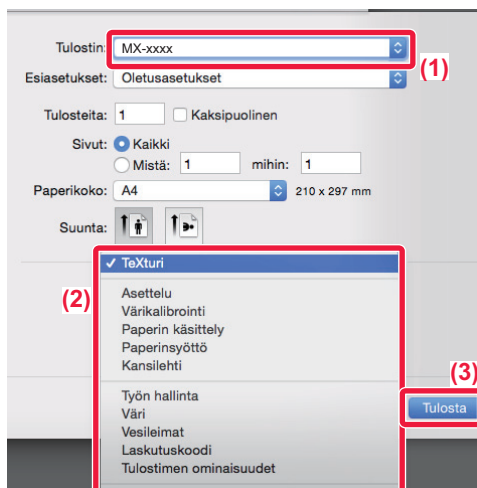 Tulostin: MX-xxxx
(1)
Esiasetukset: Oletusasetukset
Tulosteita: 1 Kaksipuolinen
Sivut: Kaikki
Mistä: 1 mihin: 1
Paperikoko: A4 210 x 297 mm
Suunta:
✓ TeXturi
(2)
Asettelu
Värikalibrointi
Paperin käsittely
Paperinsyöttö
Kansilehti
(3)
Työn hallinta
Väri
Tulosta
Vesileimat
Laskutuskoodi
Tulostimen ominaisuudet